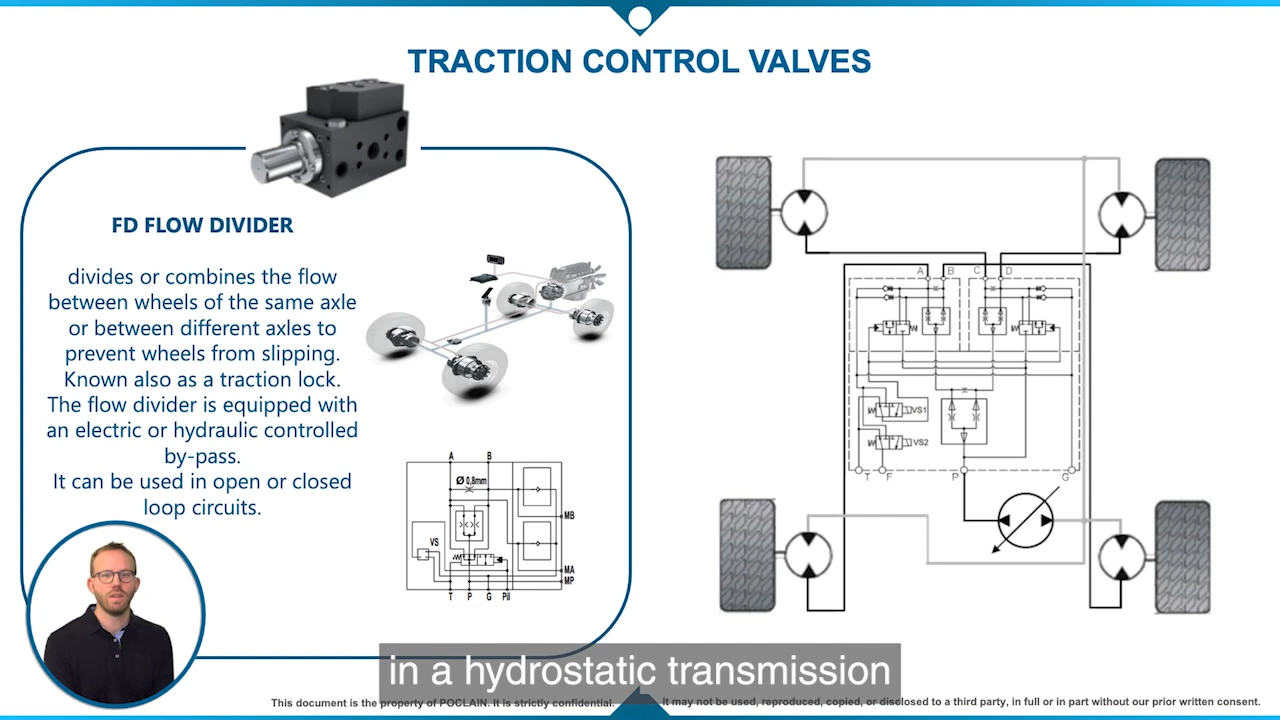 TRACTION CONTROL VALVES
FD FLOW DIVIDER
divides or combines the flow
between wheels of the same axle
or between different axles to
prevent wheels from slipping.
Known also as a traction lock.
The flow divider is equipped with
an electric or hydraulic controlled
by-pass.
It can be used in open or closed
loop circuits.
A B
Ø 0,8mm
MB
VS
MA
MP
T P G Pil
A B C D
VS1
VS2
T F P G
in a hydrostatic transmission
This document is the property of POCLAIN. It is strictly confidential. It may not be used, reproduced, copied, or disclosed to a third party, in full or in part without our prior written consent.